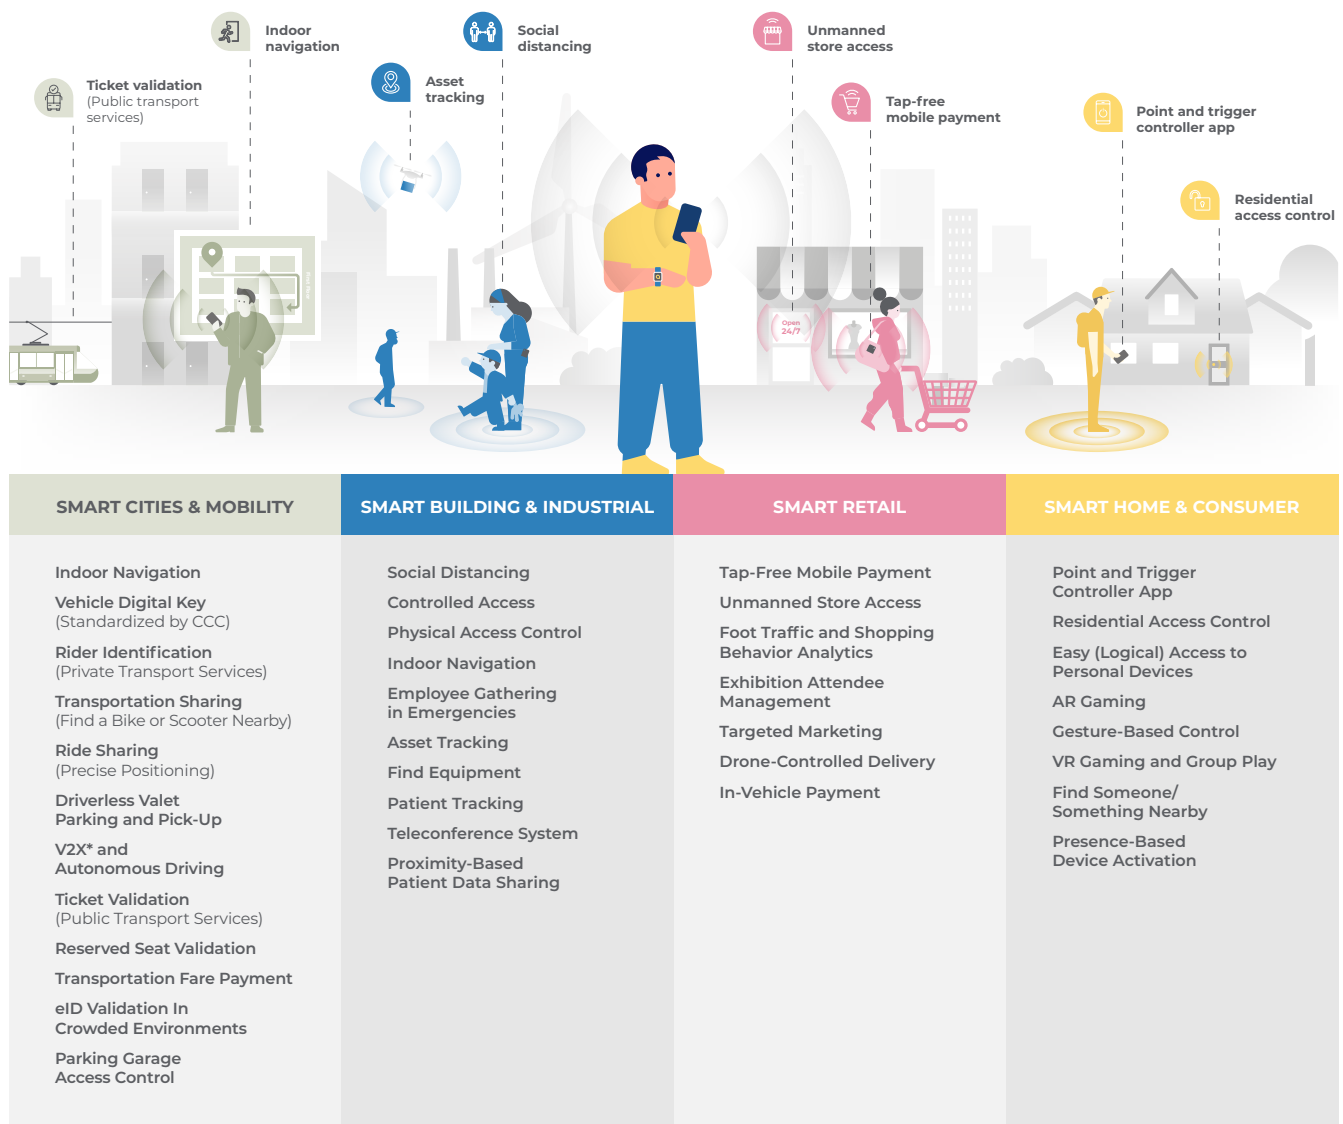 Indoor
navigation
Social
distancing
Unmanned
store access
Ticket validation
(Public transport
services)
Asset
tracking
Tap-free
mobile payment
Point and trigger
controller app
Residential
access control
Open
24/7
SMART CITIES & MOBILITY
Indoor Navigation
Vehicle Digital Key
(Standardized by CCC)
Rider Identification
(Private Transport Services)
Transportation Sharing
(Find a Bike or Scooter Nearby)
Ride Sharing
(Precise Positioning)
Driverless Valet
Parking and Pick-Up
V2X* and
Autonomous Driving
Ticket Validation
(Public Transport Services)
Reserved Seat Validation
Transportation Fare Payment
eID Validation In
Crowded Environments
Parking Garage
Access Control
SMART BUILDING & INDUSTRIAL
Social Distancing
Controlled Access
Physical Access Control
Indoor Navigation
Employee Gathering
in Emergencies
Asset Tracking
Find Equipment
Patient Tracking
Teleconference System
Proximity-Based
Patient Data Sharing
SMART RETAIL
Tap-Free Mobile Payment
Unmanned Store Access
Foot Traffic and Shopping
Behavior Analytics
Exhibition Attendee
Management
Targeted Marketing
Drone-Controlled Delivery
In-Vehicle Payment
SMART HOME & CONSUMER
Point and Trigger
Controller App
Residential Access Control
Easy (Logical) Access to
Personal Devices
AR Gaming
Gesture-Based Control
VR Gaming and Group Play
Find Someone/
Something Nearby
Presence-Based
Device Activation